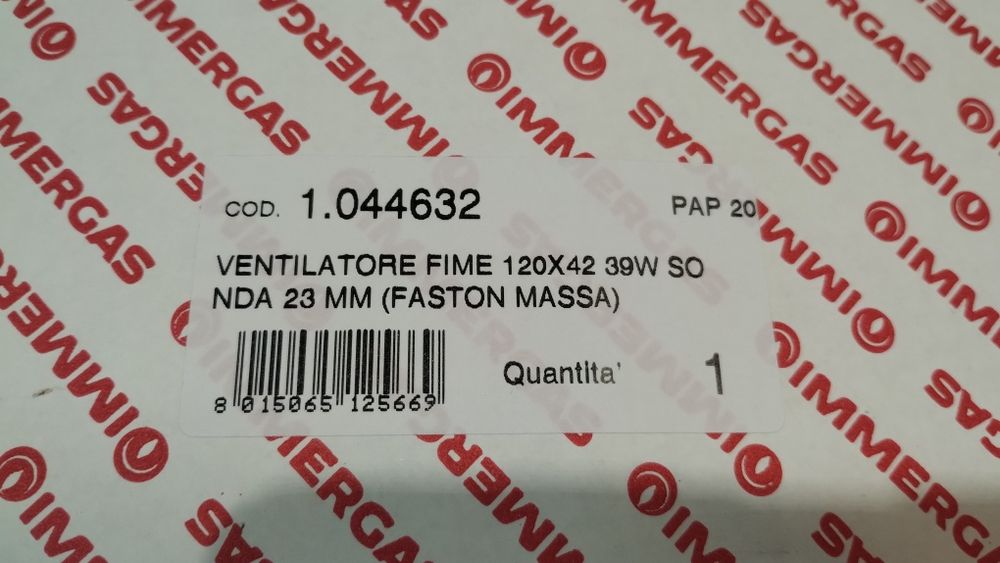 IMMERGAS
COD. 1.044632
PAP 20
VENTILATORE FIME 120X42 39W SO
NDA 23 MM (FASTON MASSA)
Quantita' 1
8 015065 125669